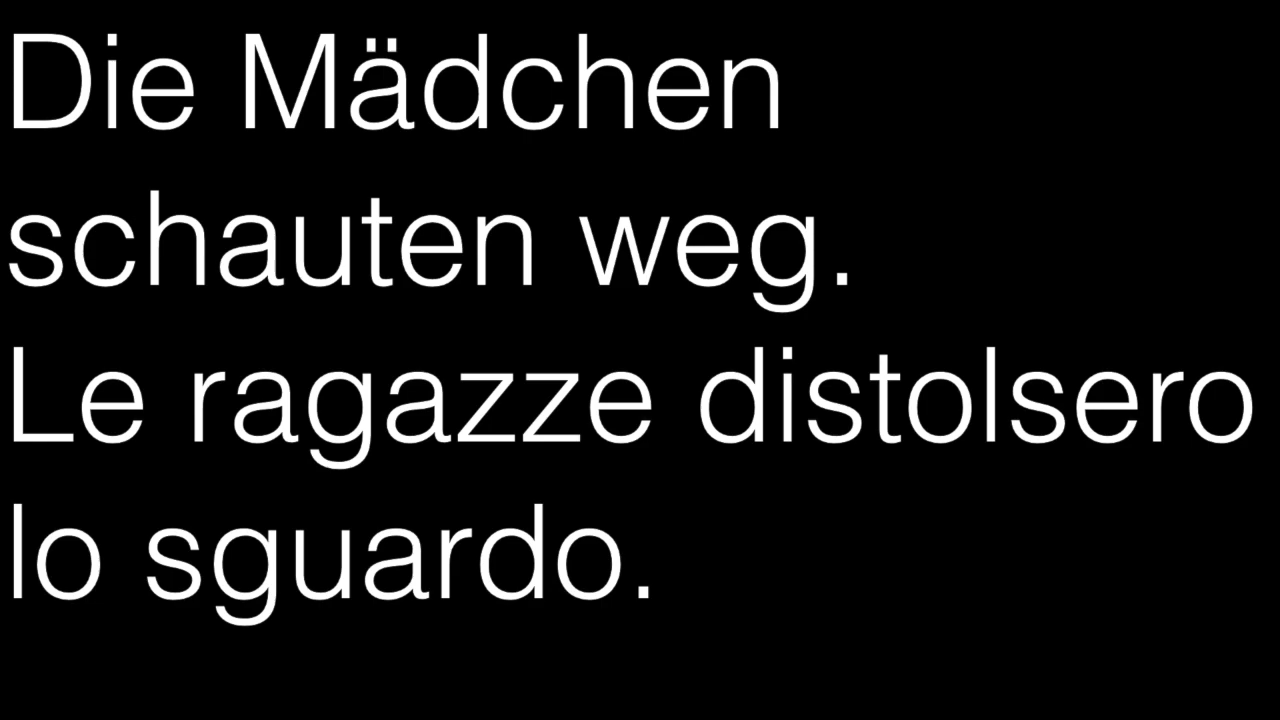 Die Mädchen
schauten weg.
Le ragazze distolsero
lo sguardo.